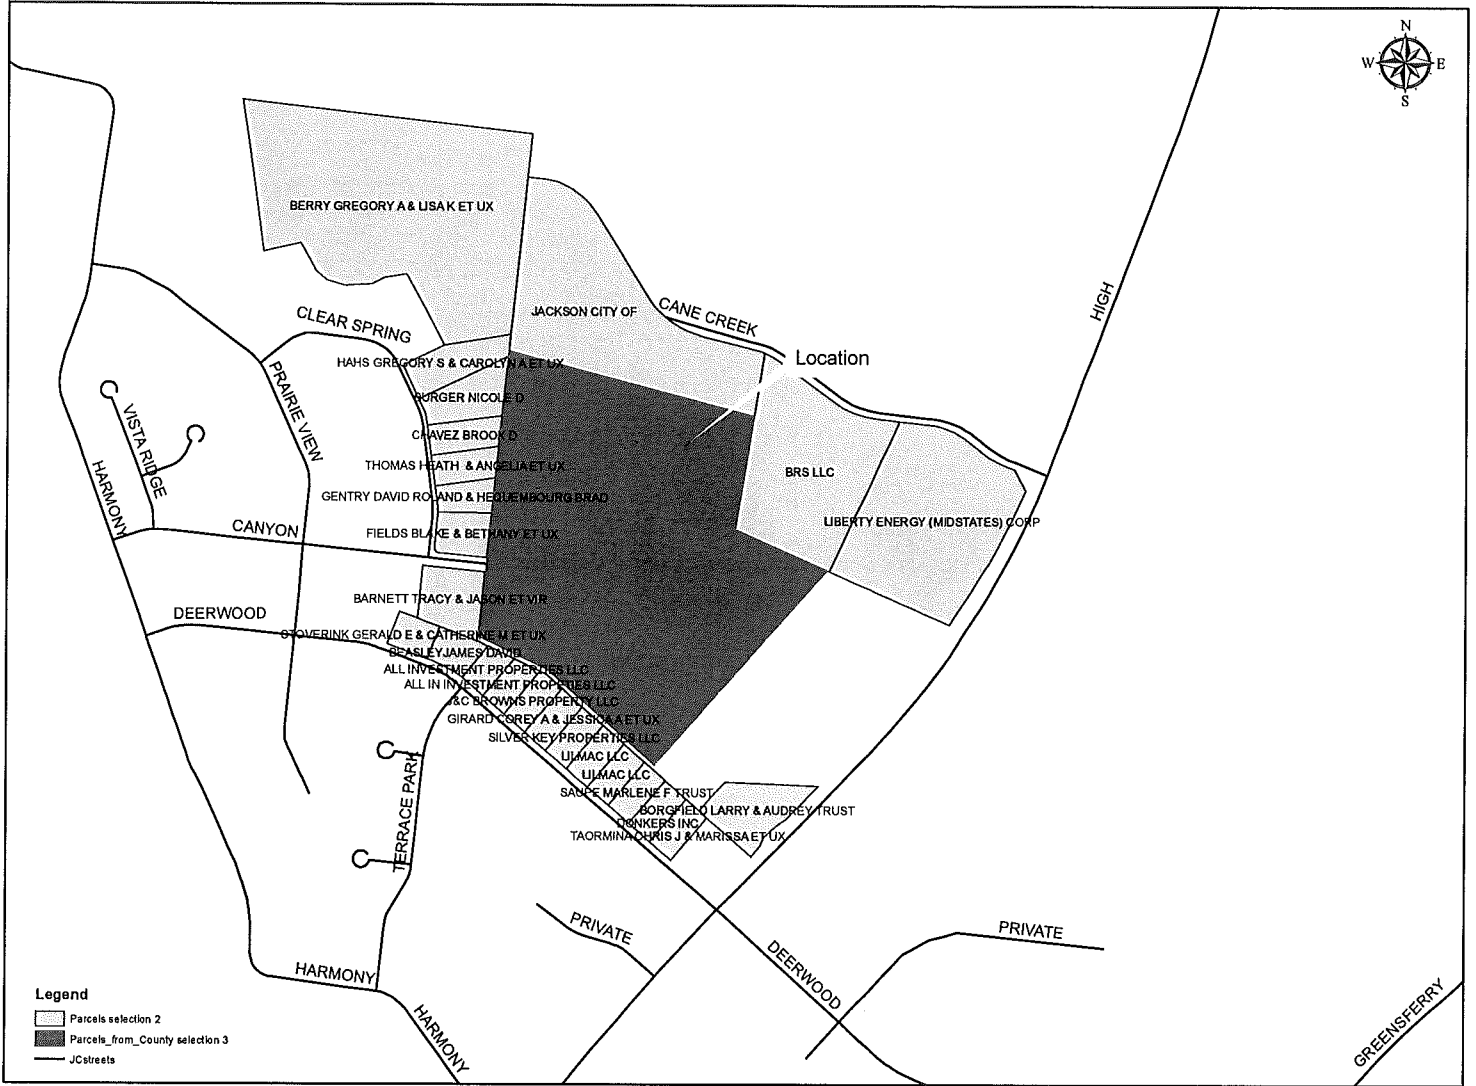 N
W E
S
BERRY GREGORY A & LISA K ET UX
JACKSON CITY OF
CANE CREEK
HIGH
CLEAR SPRING
Location
HAHS GREGORY S & CAROLYN A ET UX
PRAIRIE VIEW
BURGER NICOLE D
VISTA RIDGE
CHAVEZ BROOK D
THOMAS HEATH & ANGELIA ET UX
BRS LLC
HARMONY
GENTRY DAVID ROLAND & HEQUEMBOURG BRAD
CANYON
LIBERTY ENERGY (MIDSTATES) CORP
FIELDS BLAKE & BETHANY ET UX
BARNETT TRACY & JASON ET VIR
DEERWOOD
STOVERINK GERALD E & CATHERINE M ET UX
BEASLEY JAMES DAVID
ALL INVESTMENT PROPERTIES LLC
ALL IN INVESTMENT PROPETIES LLC
J&C BROWNS PROPERTY LLC
GIRARD COREY A & JESSICA A ET UX
SILVER KEY PROPERTIES LLC
LILMAC LLC
LILMAC LLC
SAUPE MARLENE F TRUST
BORGFIELD LARRY & AUDREY TRUST
DONKERS INC
TAORMINA CHRIS J & MARISSA ET UX
TERRACE PARK
PRIVATE
PRIVATE
DEERWOOD
HARMONY
HARMONY
GREENSFERRY
Legend
Parcels selection 2
Parcels_from_County selection 3
JCstreets